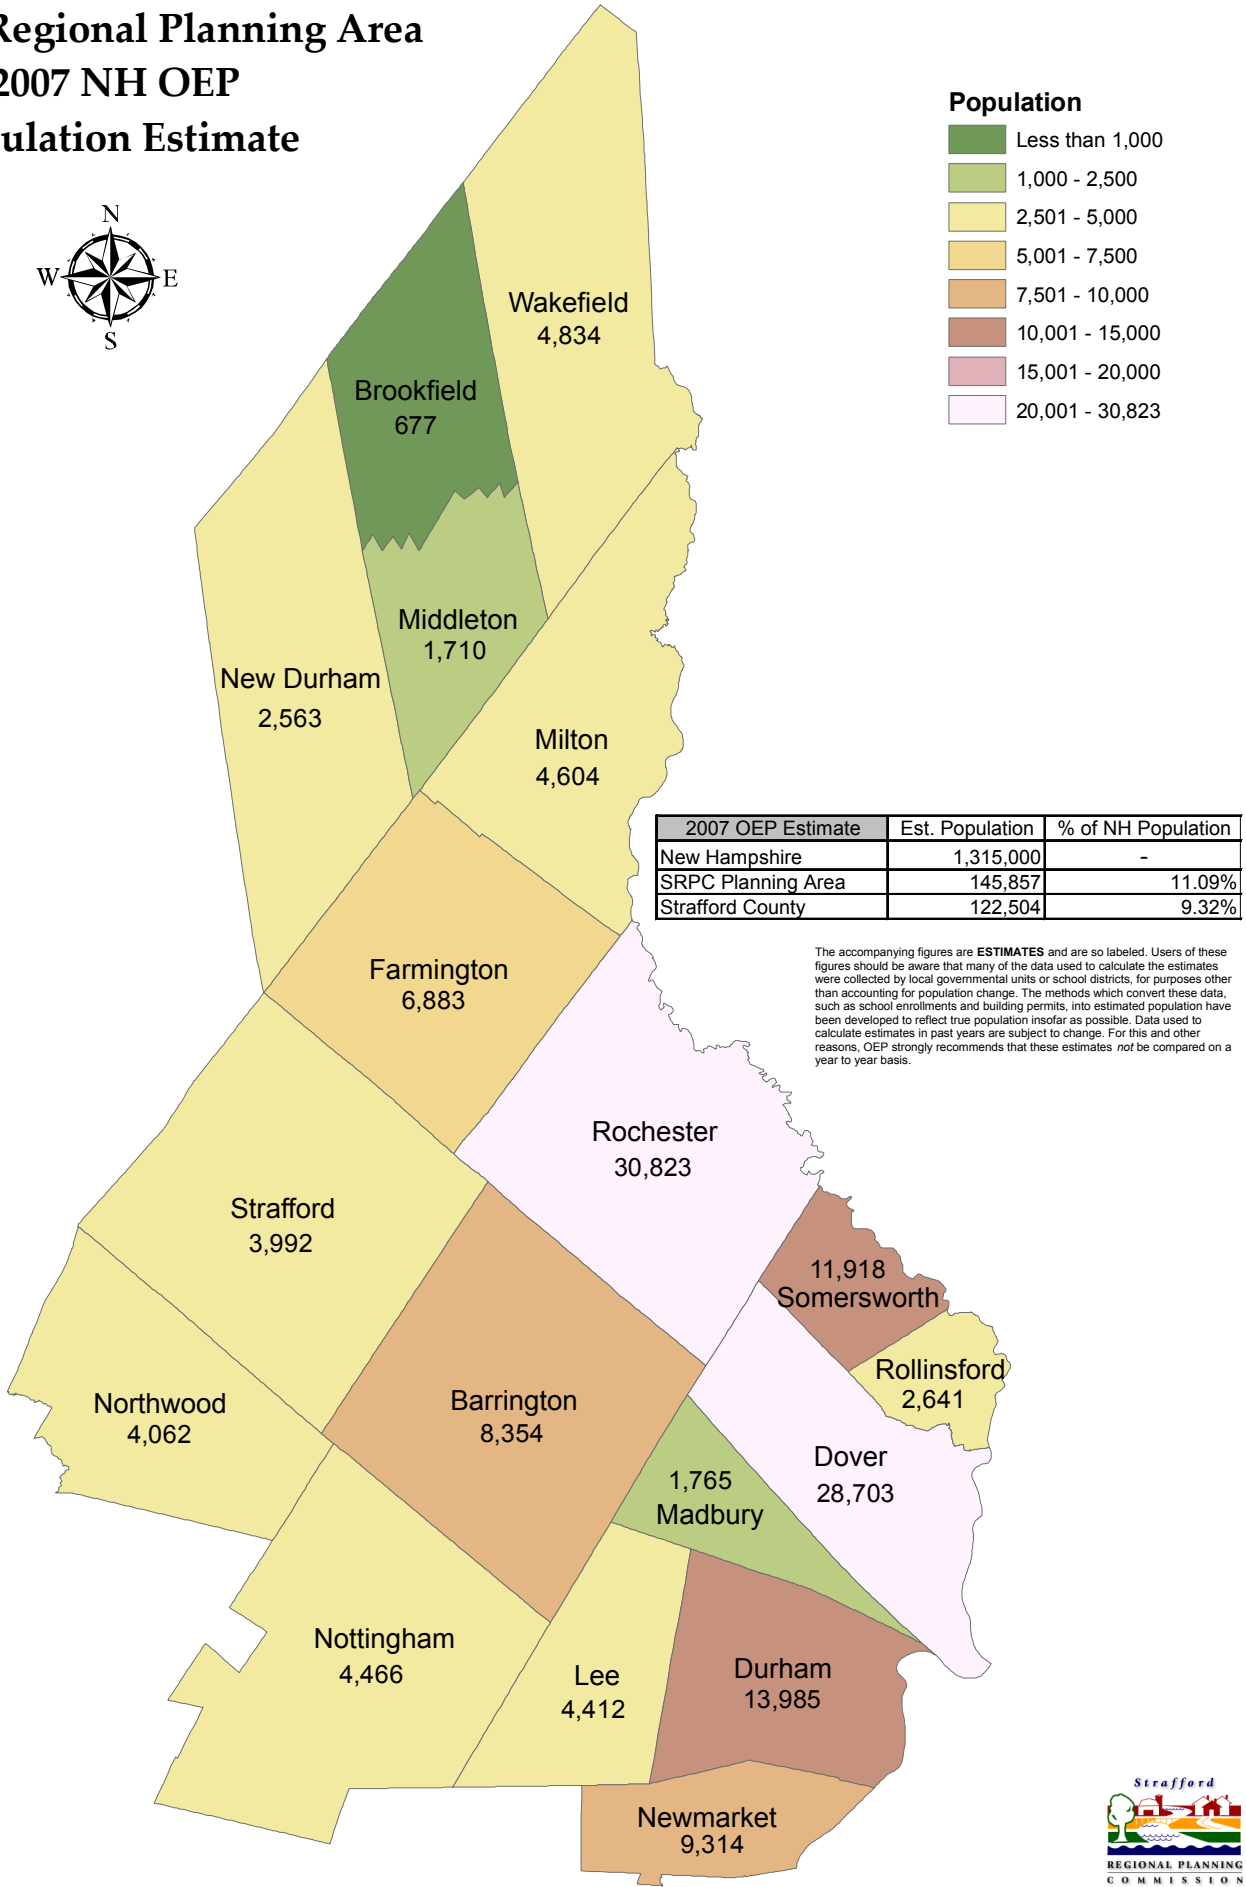 Regional Planning Area
2007 NH OEP
ulation Estimate
N
W
E
S
Population
Less than 1,000
1,000 - 2,500
2,501 - 5,000
5,001 - 7,500
7,501 - 10,000
10,001 - 15,000
15,001 - 20,000
20,001 - 30,823
Wakefield
4,834
Brookfield
677
Middleton
1,710
New Durham
2,563
Milton
4,604
2007 OEP Estimate Est. Population % of NH Population
New Hampshire 1,315,000 -
SRPC Planning Area 145,857 11.09%
Strafford County 122,504 9.32%
The accompanying figures are ESTIMATES and are so labeled. Users of these
figures should be aware that many of the data used to calculate the estimates
were collected by local governmental units or school districts, for purposes other
than accounting for population change. The methods which convert these data,
such as school enrollments and building permits, into estimated population have
been developed to reflect true population insofar as possible. Data used to
calculate estimates in past years are subject to change. For this and other
reasons, OEP strongly recommends that these estimates not be compared on a
year to year basis.
Farmington
6,883
Rochester
30,823
Strafford
3,992
11,918
Somersworth
Rollinsford
2,641
Northwood
4,062
Barrington
8,354
Dover
28,703
1,765
Madbury
Nottingham
4,466
Lee
4,412
Durham
13,985
Newmarket
9,314
Strafford
REGIONAL PLANNING
COMMISSION